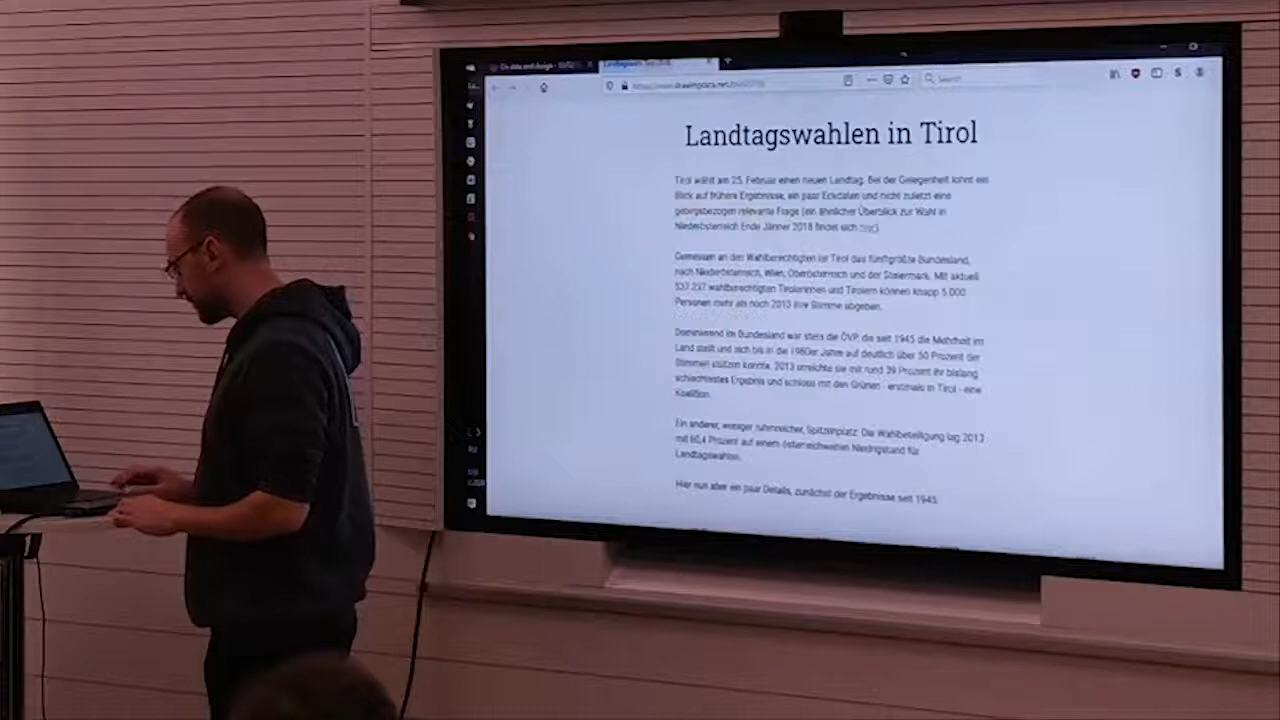 On data and design -
Landtagswahlen
Search
Landtagswahlen in Tirol
Tirol wählt am 25. Februar einen neuen Landtag. Bei der Gelegenheit lohnt ein
Blick auf frühere Ergebnisse, ein paar Eckdaten und nicht zuletzt eine
gebirgsbezogen relevante Frage (ein ähnlicher Überblick zur Wahl in
Niederösterreich Ende Jänner 2018 findet sich hier).
Gemessen an den Wahlberechtigten ist Tirol das fünftgrößte Bundesland,
nach Niederösterreich, Wien, Oberösterreich und der Steiermark. Mit aktuell
537.237 wahlberechtigten Tirolerinnen und Tirolern können knapp 5.000
Personen mehr als noch 2013 ihre Stimme abgeben.
Dominierend im Bundesland war stets die ÖVP, die seit 1945 die Mehrheit im
Land stellt und sich bis in die 1980er Jahre auf deutlich über 50 Prozent der
Stimmen stützen konnte. 2013 erreichte sie mit rund 39 Prozent ihr bislang
schlechtestes Ergebnis und schloss mit den Grünen - erstmals in Tirol - eine
Koalition.
Ein anderer, weniger ruhmreicher, Spitzenplatz: Die Wahlbeteiligung lag 2013
mit 60,4 Prozent auf einem österreichweiten Niedrigstand für
Landtagswahlen.
Hier nun aber ein paar Details, zunächst der Ergebnisse seit 1945.